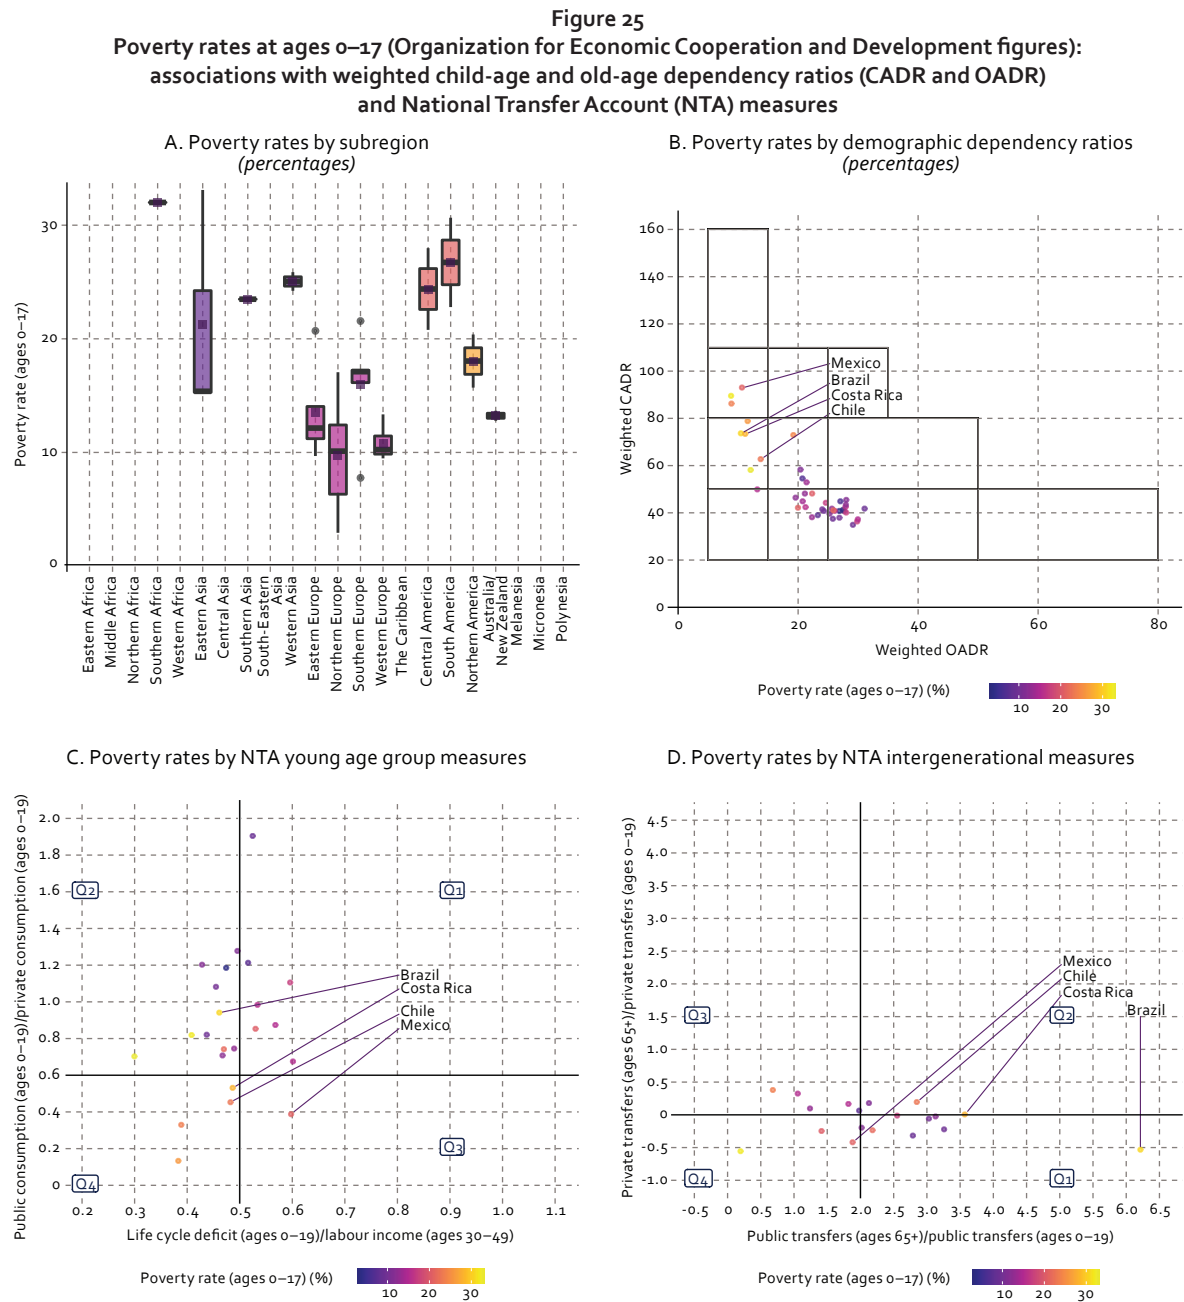 Figure 25
Poverty rates at ages 0–17 (Organization for Economic Cooperation and Development figures):
associations with weighted child-age and old-age dependency ratios (CADR and OADR)
and National Transfer Account (NTA) measures
A. Poverty rates by subregion
(percentages)
Poverty rate (ages 0–17)
30
20
10
0
Eastern Africa
Middle Africa
Northern Africa
Southern Africa
Western Africa
Eastern Asia
Central Asia
Southern Asia
South-Eastern
Asia
Western Asia
Eastern Europe
Northern Europe
Southern Europe
Western Europe
The Caribbean
Central America
South America
Northern America
Australia/
New Zealand
Melanesia
Micronesia
Polynesia
B. Poverty rates by demographic dependency ratios
(percentages)
Weighted CADR
160
140
120
100
80
60
40
20
0
Mexico
Brazil
Costa Rica
Chile
0 20 40 60 80
Weighted OADR
Poverty rate (ages 0–17) (%)
10 20 30
C. Poverty rates by NTA young age group measures
Public consumption (ages 0–19)/private consumption (ages 0–19)
2.0
1.8
1.6
1.4
1.2
1.0
0.8
0.6
0.4
0.2
0
Q2
Q1
Brazil
Costa Rica
Chile
Mexico
Q3
Q4
0.2 0.3 0.4 0.5 0.6 0.7 0.8 0.9 1.0 1.1
Life cycle deficit (ages 0–19)/labour income (ages 30–49)
Poverty rate (ages 0–17) (%)
10 20 30
D. Poverty rates by NTA intergenerational measures
Private transfers (ages 65+)/private transfers (ages 0–19)
4.5
4.0
3.5
3.0
2.5
2.0
1.5
1.0
0.5
0
-0.5
-1.0
Mexico
Chile
Costa Rica
Brazil
Q3
Q2
Q4
Q1
-0.5 0 0.5 1.0 1.5 2.0 2.5 3.0 3.5 4.0 4.5 5.0 5.5 6.0 6.5
Public transfers (ages 65+)/public transfers (ages 0–19)
Poverty rate (ages 0–17) (%)
10 20 30